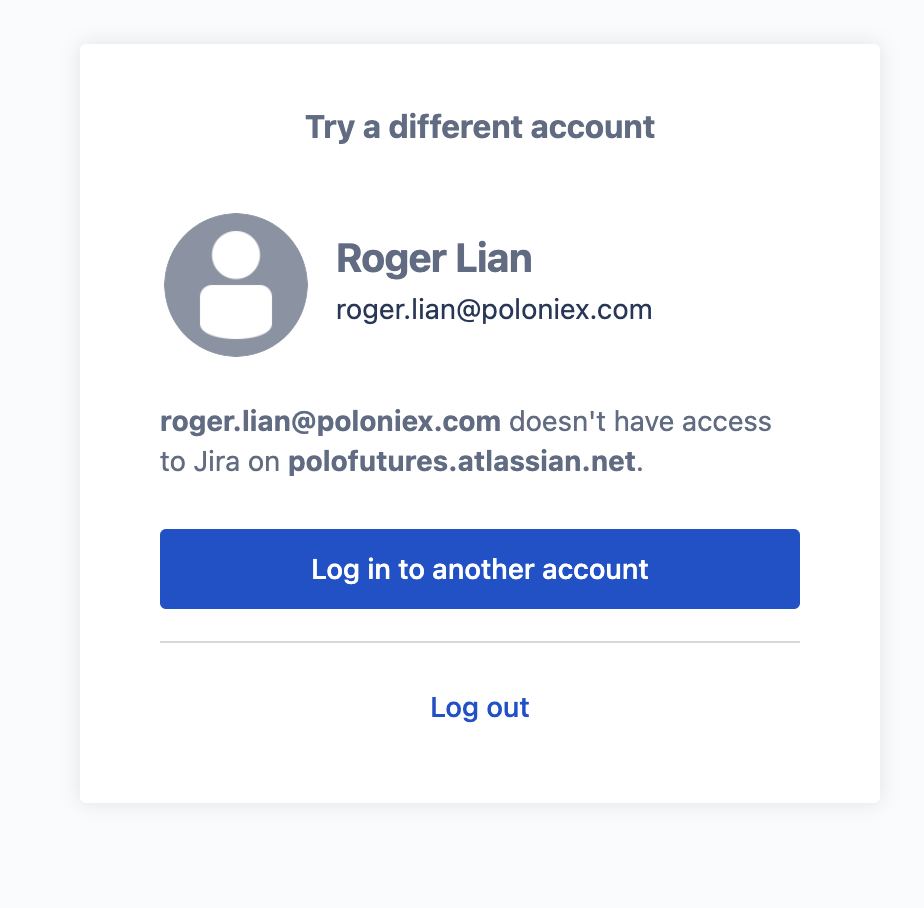 Try a different account
Roger Lian
roger.lian@poloniex.com
roger.lian@poloniex.com doesn't have access
to Jira on polofutures.atlassian.net.
Log in to another account
Log out